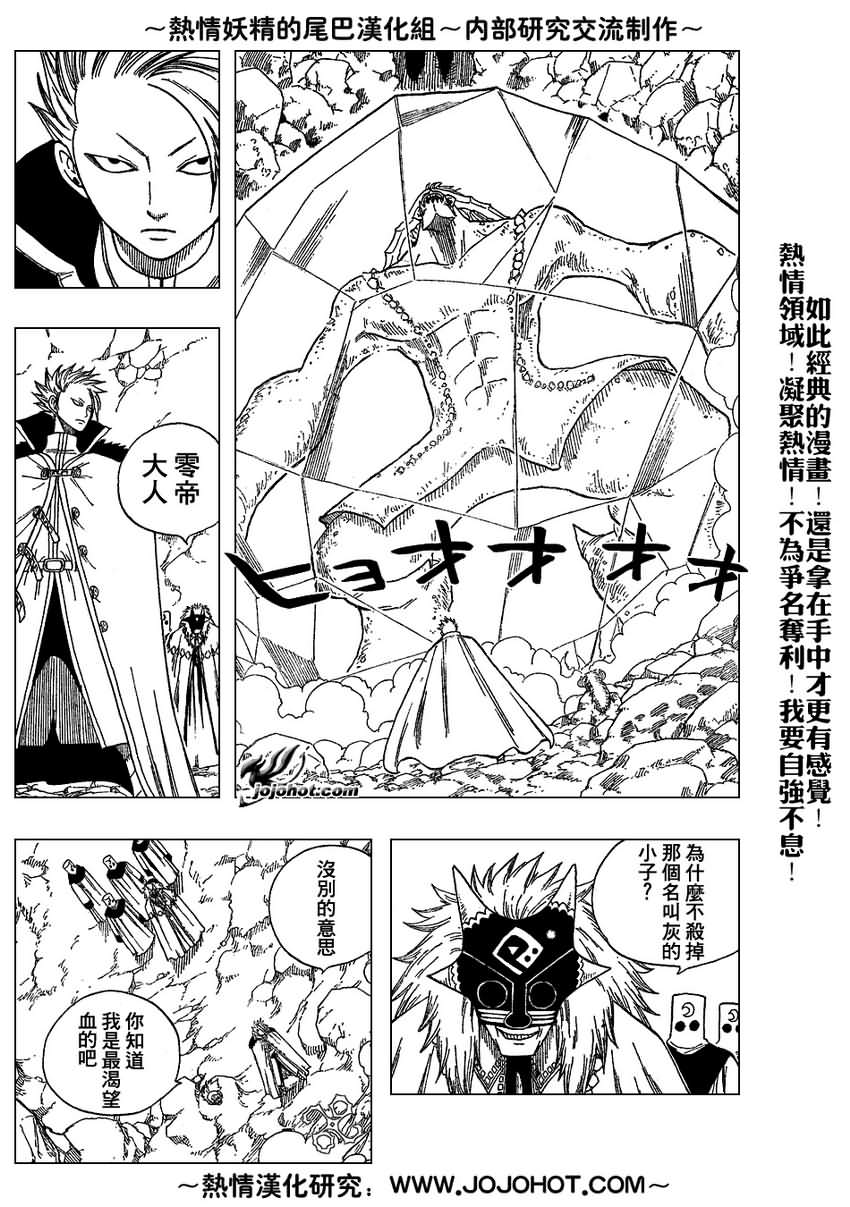 ～熱情妖精的尾巴漢化組～内部研究交流制作～
如此經典的漫畫！還是拿在手中才更有感覺！
熱情領域！凝聚熱情！不為爭名奪利！我要自強不息！
ヒョオオオオ
jojohot.com
零帝
大人
為什麼不殺掉
那個名叫灰的
小子？
沒別的意思
你知道
我是最渴望
血的吧
～熱情漢化研究：WWW.JOJOHOT.COM～